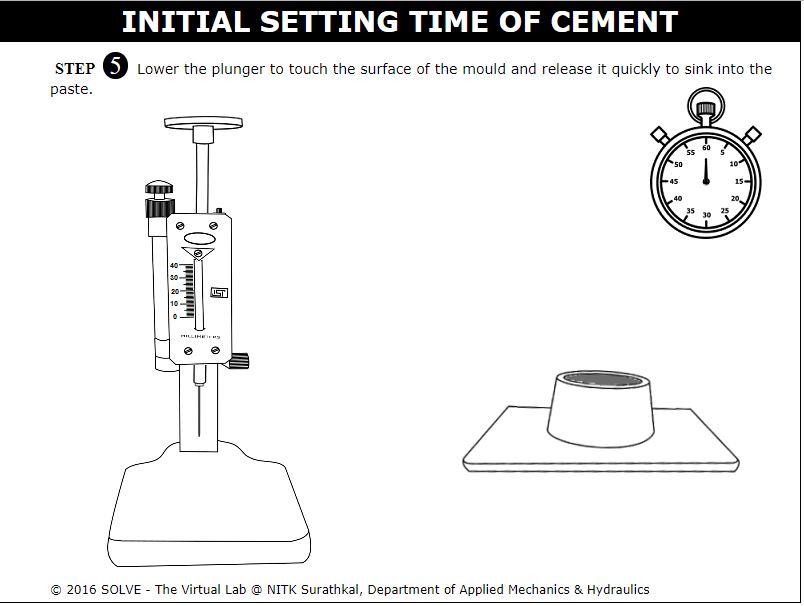 INITIAL SETTING TIME OF CEMENT
STEP 5 Lower the plunger to touch the surface of the mould and release it quickly to sink into the
paste.
60
55 5
50 10
45 15
40 20
35 25
30
40
30
20
10
0
MILLIMETERS
© 2016 SOLVE - The Virtual Lab @ NITK Surathkal, Department of Applied Mechanics & Hydraulics